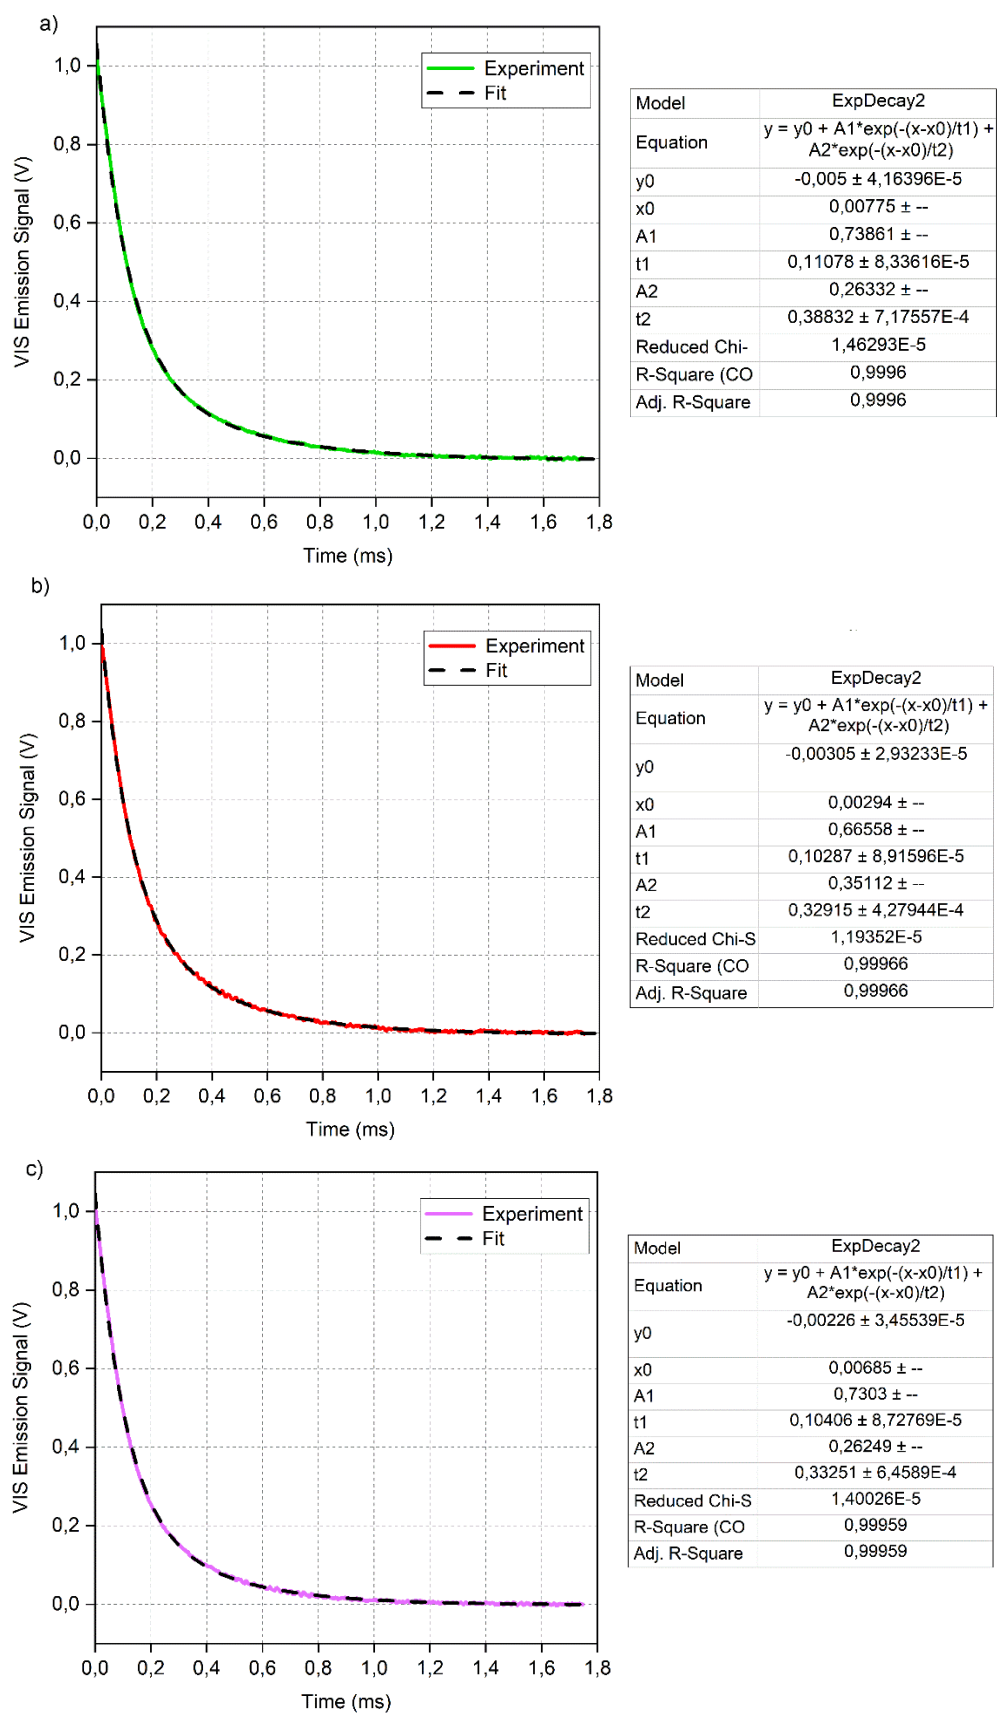 a)
1,0
0,8
0,6
0,4
0,2
0,0
VIS Emission Signal (V)
Experiment
Fit
0,0 0,2 0,4 0,6 0,8 1,0 1,2 1,4 1,6 1,8
Time (ms)
Model ExpDecay2
Equation y = y0 + A1*exp(-(x-x0)/t1) +
A2*exp(-(x-x0)/t2)
y0 -0,005 ± 4,16396E-5
x0 0,00775 ± --
A1 0,73861 ± --
t1 0,11078 ± 8,33616E-5
A2 0,26332 ± --
t2 0,38832 ± 7,17557E-4
Reduced Chi- 1,46293E-5
R-Square (CO 0,9996
Adj. R-Square 0,9996
b)
1,0
0,8
0,6
0,4
0,2
0,0
VIS Emission Signal (V)
Experiment
Fit
0,0 0,2 0,4 0,6 0,8 1,0 1,2 1,4 1,6 1,8
Time (ms)
Model ExpDecay2
Equation y = y0 + A1*exp(-(x-x0)/t1) +
A2*exp(-(x-x0)/t2)
y0 -0,00305 ± 2,93233E-5
x0 0,00294 ± --
A1 0,66558 ± --
t1 0,10287 ± 8,91596E-5
A2 0,35112 ± --
t2 0,32915 ± 4,27944E-4
Reduced Chi-S 1,19352E-5
R-Square (CO 0,99966
Adj. R-Square 0,99966
c)
1,0
0,8
0,6
0,4
0,2
0,0
VIS Emission Signal (V)
Experiment
Fit
0,0 0,2 0,4 0,6 0,8 1,0 1,2 1,4 1,6 1,8
Time (ms)
Model ExpDecay2
Equation y = y0 + A1*exp(-(x-x0)/t1) +
A2*exp(-(x-x0)/t2)
y0 -0,00226 ± 3,45539E-5
x0 0,00685 ± --
A1 0,7303 ± --
t1 0,10406 ± 8,72769E-5
A2 0,26249 ± --
t2 0,33251 ± 6,4589E-4
Reduced Chi-S 1,40026E-5
R-Square (CO 0,99959
Adj. R-Square 0,99959